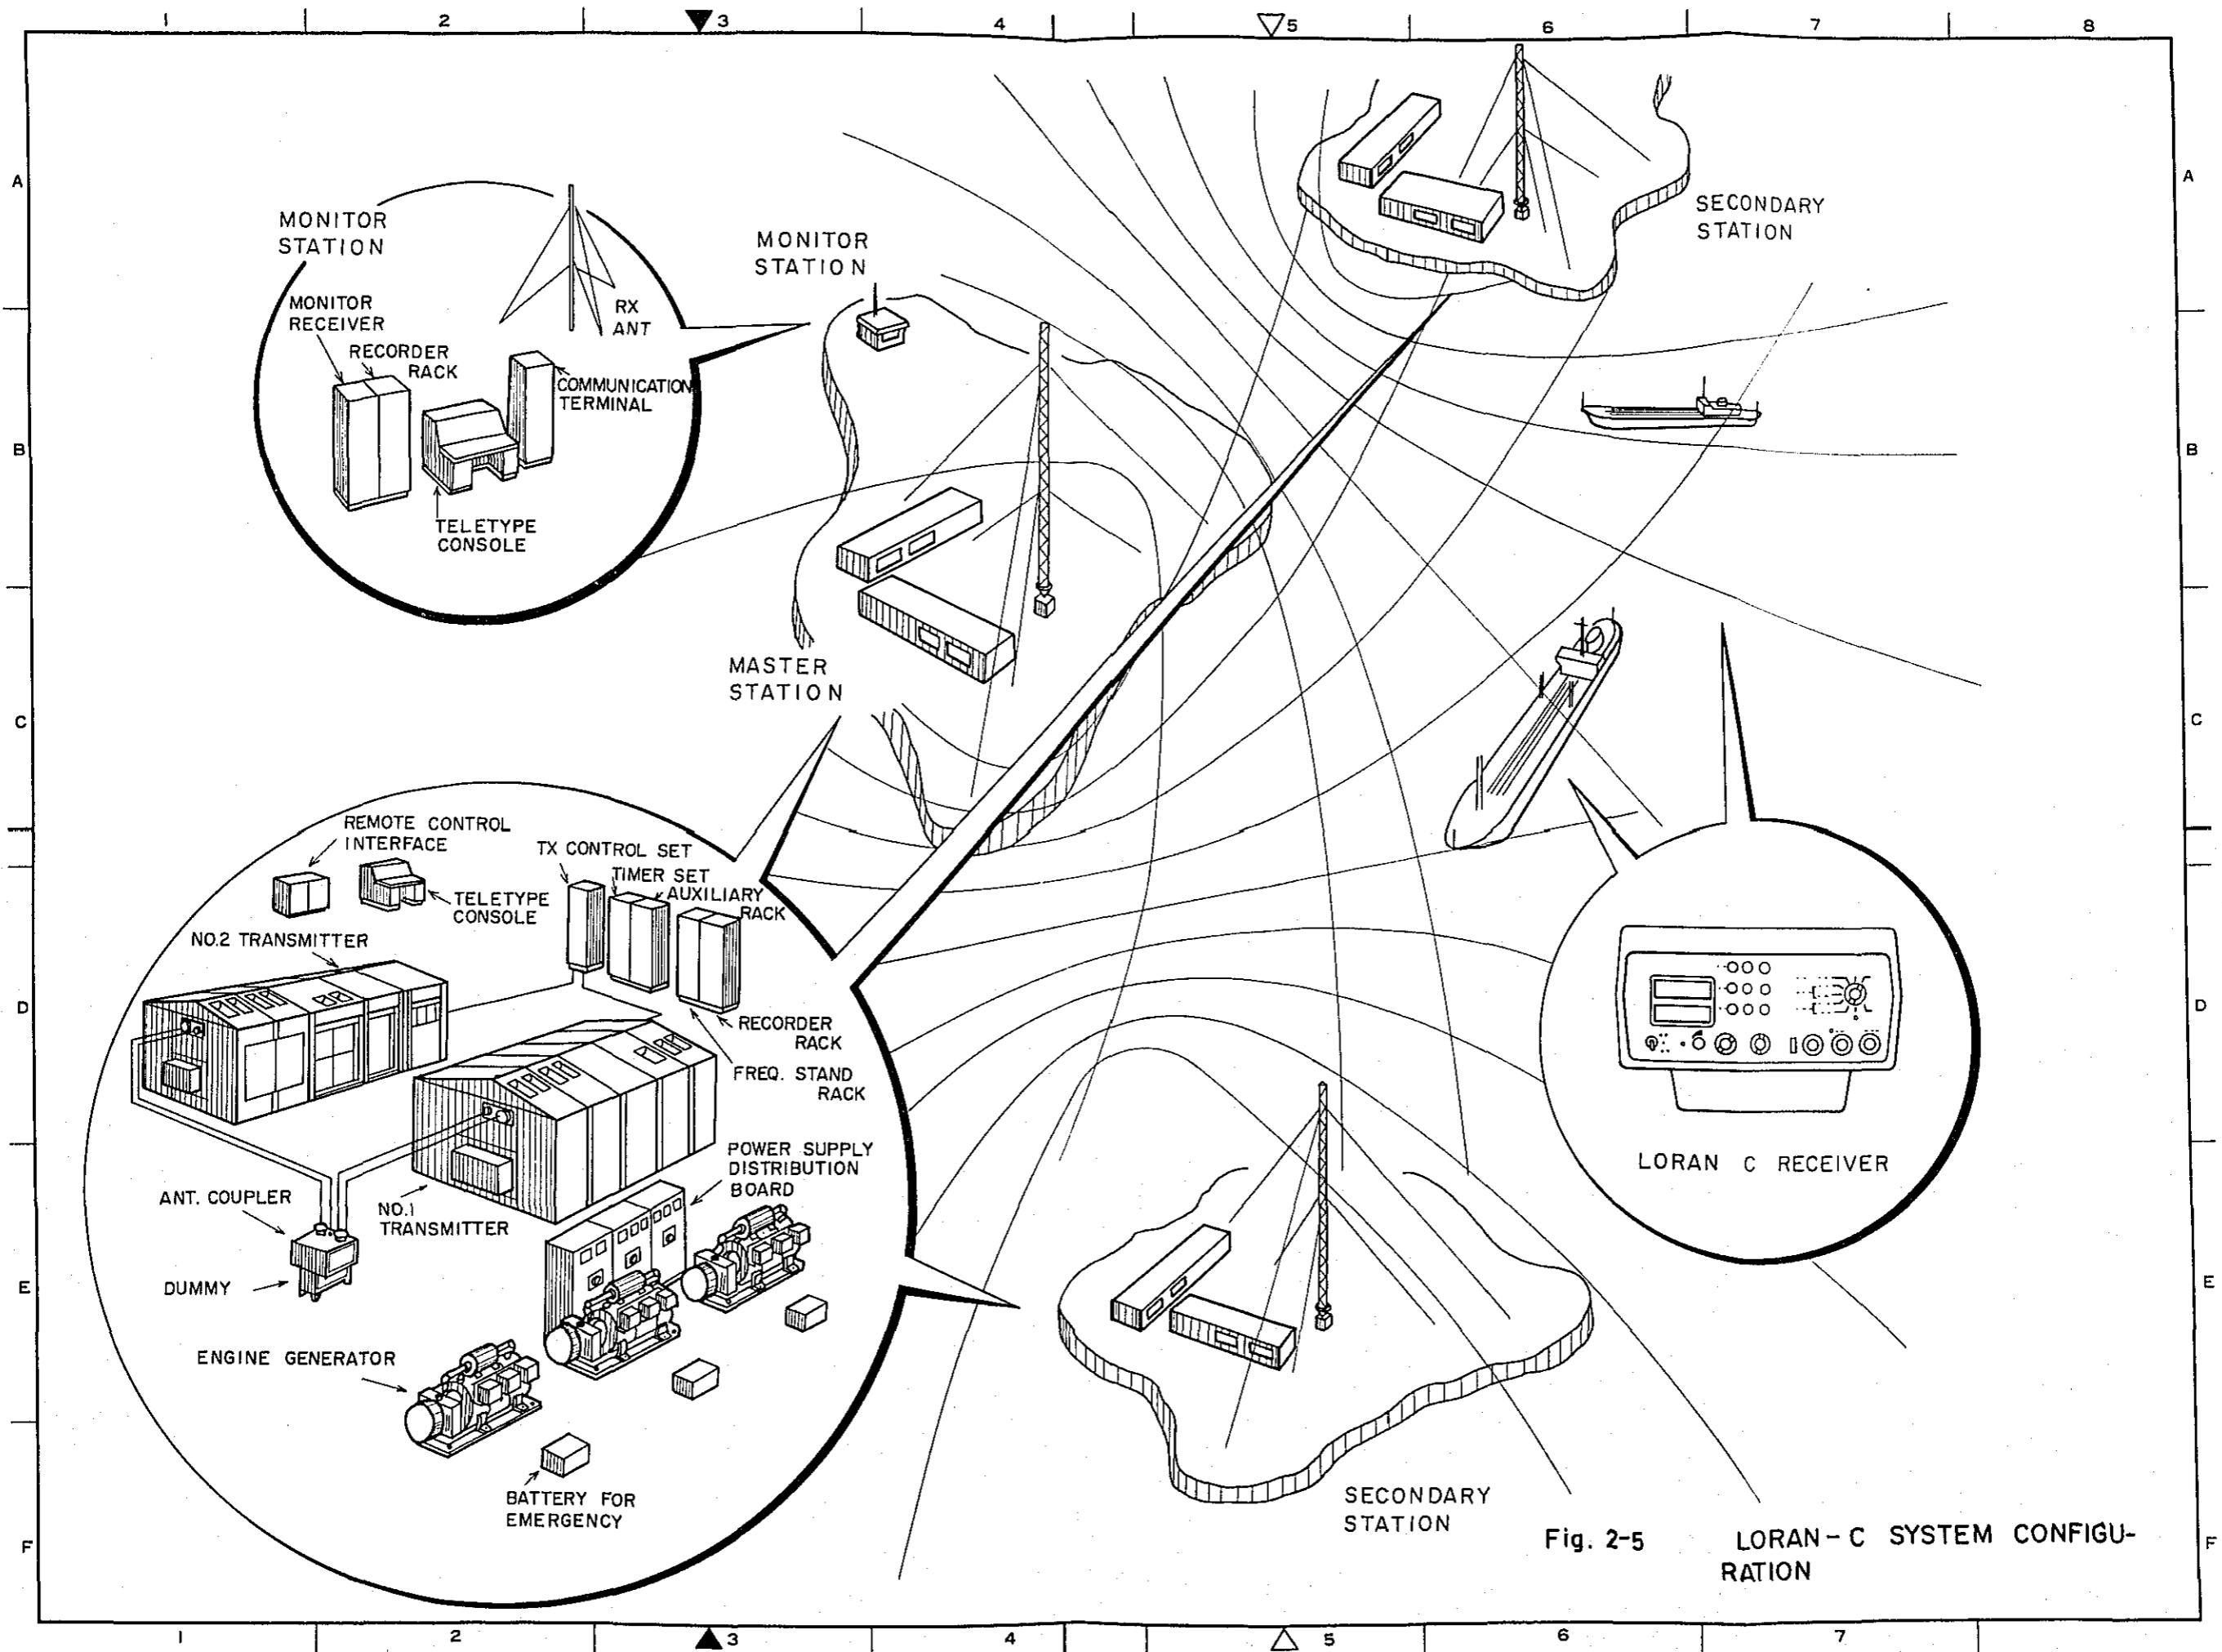 1 2 3 4 5 6 7 8
A
A
B
B
C
C
D
D
E
E
F
F
MONITOR
STATION
MONITOR
RECEIVER
RECORDER
RACK
RX
ANT
COMMUNICATION
TERMINAL
TELETYPE
CONSOLE
MONITOR
STATION
SECONDARY
STATION
MASTER
STATION
REMOTE CONTROL
INTERFACE
TELETYPE
CONSOLE
TX CONTROL SET
TIMER SET
AUXILIARY
RACK
NO.2 TRANSMITTER
RECORDER
RACK
FREQ. STAND
RACK
POWER SUPPLY
DISTRIBUTION
BOARD
ANT. COUPLER
NO.1
TRANSMITTER
DUMMY
ENGINE GENERATOR
BATTERY FOR
EMERGENCY
LORAN C RECEIVER
SECONDARY
STATION
Fig. 2-5 LORAN-C SYSTEM CONFIGU-
RATION
1 2 3 4 5 6 7